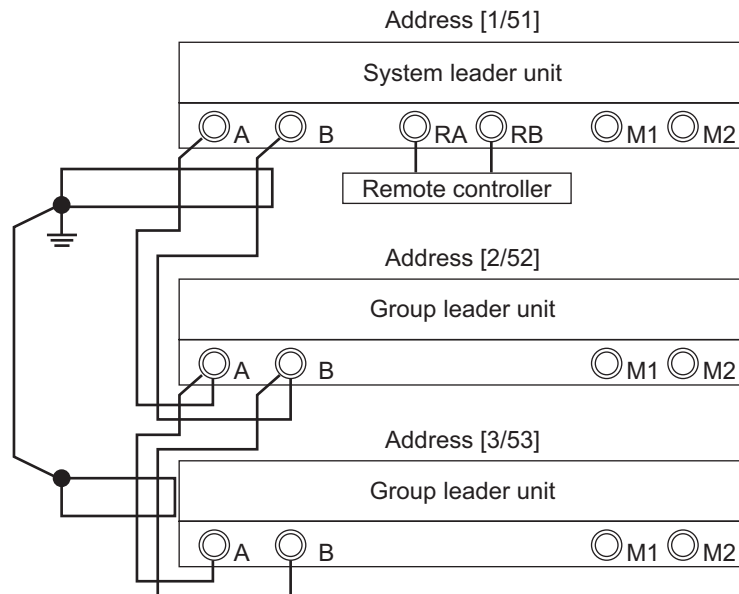 Address [1/51]
System leader unit
A B RA RB M1 M2
Remote controller
Address [2/52]
Group leader unit
A B M1 M2
Address [3/53]
Group leader unit
A B M1 M2